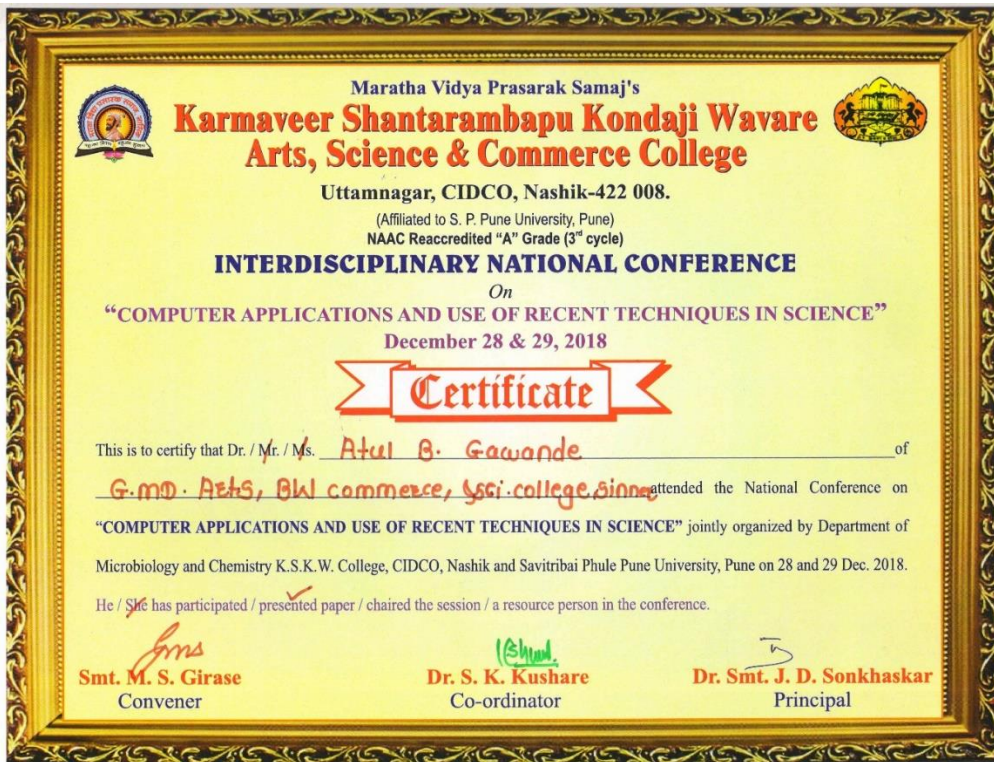 Maratha Vidya Prasarak Samaj's
Karmaveer Shantarambapu Kondaji Wavare
Arts, Science & Commerce College
Uttamnagar, CIDCO, Nashik-422 008.
(Affiliated to S. P. Pune University, Pune)
NAAC Reaccredited "A" Grade (3rd cycle)
INTERDISCIPLINARY NATIONAL CONFERENCE
On
"COMPUTER APPLICATIONS AND USE OF RECENT TECHNIQUES IN SCIENCE"
December 28 & 29, 2018
Certificate
This is to certify that Dr. / Mr. / Ms. Atul B. Gawande of
G.M.D. Arts, BW commerce, & Sci. college, Sinnar attended the National Conference on
"COMPUTER APPLICATIONS AND USE OF RECENT TECHNIQUES IN SCIENCE" jointly organized by Department of
Microbiology and Chemistry K.S.K.W. College, CIDCO, Nashik and Savitribai Phule Pune University, Pune on 28 and 29 Dec. 2018.
He / She has participated / presented paper / chaired the session / a resource person in the conference.
Smt. M. S. Girase Dr. S. K. Kushare Dr. Smt. J. D. Sonkhaskar
Convener Co-ordinator Principal